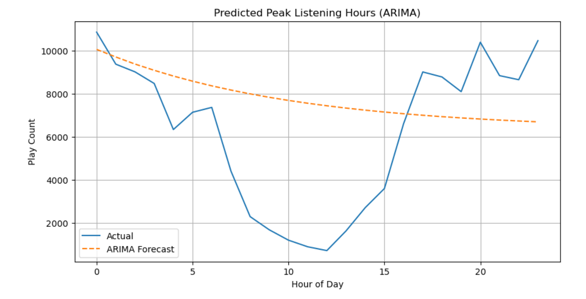 Predicted Peak Listening Hours (ARIMA)
Play Count
10000
8000
6000
4000
2000
Actual
ARIMA Forecast
0 5 10 15 20
Hour of Day